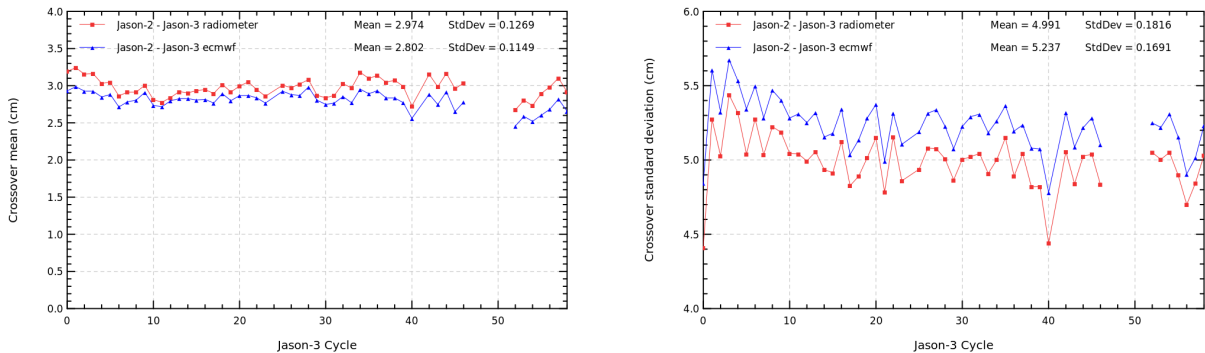 4.0
3.5
3.0
2.5
2.0
1.5
1.0
0.5
0.0
Crossover mean (cm)
Jason-2 - Jason-3 radiometer Mean = 2.974 StdDev = 0.1269
Jason-2 - Jason-3 ecmwf Mean = 2.802 StdDev = 0.1149
0 10 20 30 40 50
Jason-3 Cycle
6.0
5.5
5.0
4.5
4.0
Crossover standard deviation (cm)
Jason-2 - Jason-3 radiometer Mean = 4.991 StdDev = 0.1816
Jason-2 - Jason-3 ecmwf Mean = 5.237 StdDev = 0.1691
0 10 20 30 40 50
Jason-3 Cycle